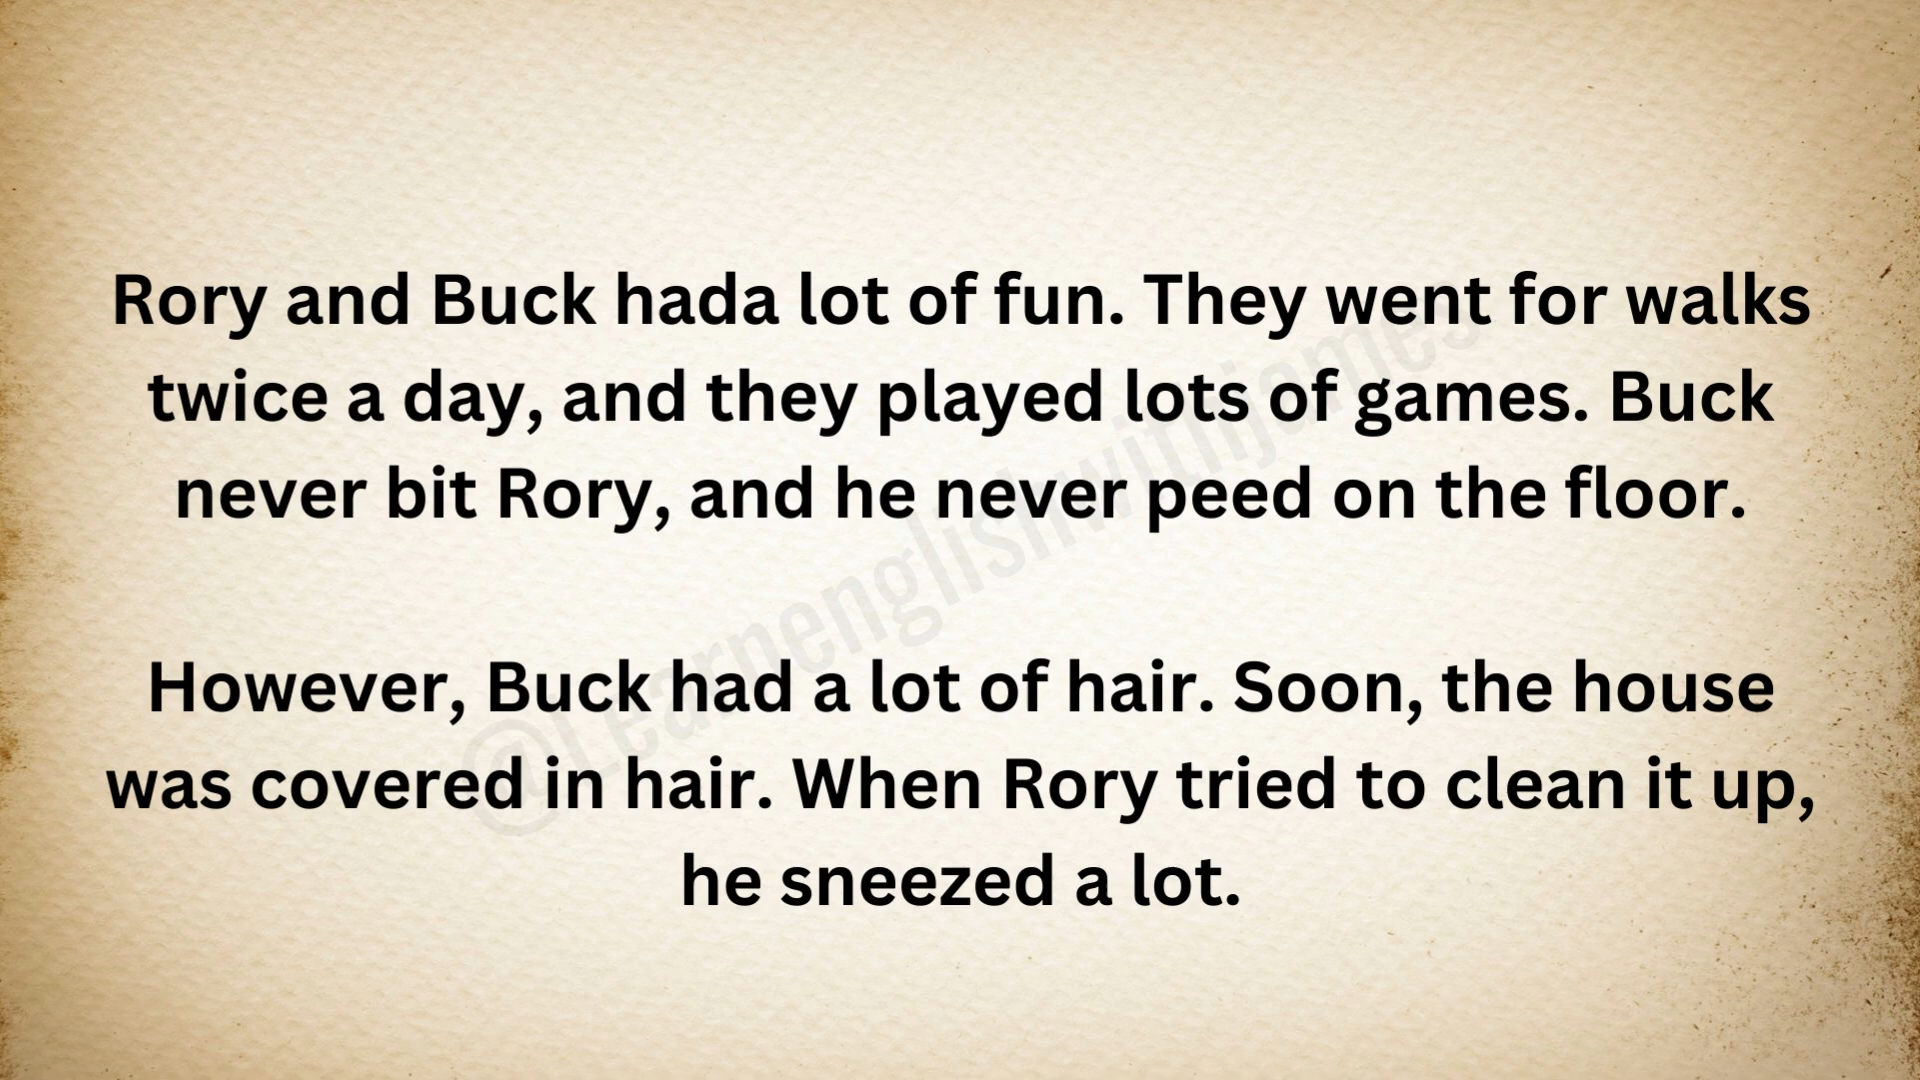 Rory and Buck hada lot of fun. They went for walks
twice a day, and they played lots of games. Buck
never bit Rory, and he never peed on the floor.
However, Buck had a lot of hair. Soon, the house
was covered in hair. When Rory tried to clean it up,
he sneezed a lot.
@Learnenglishwithjames